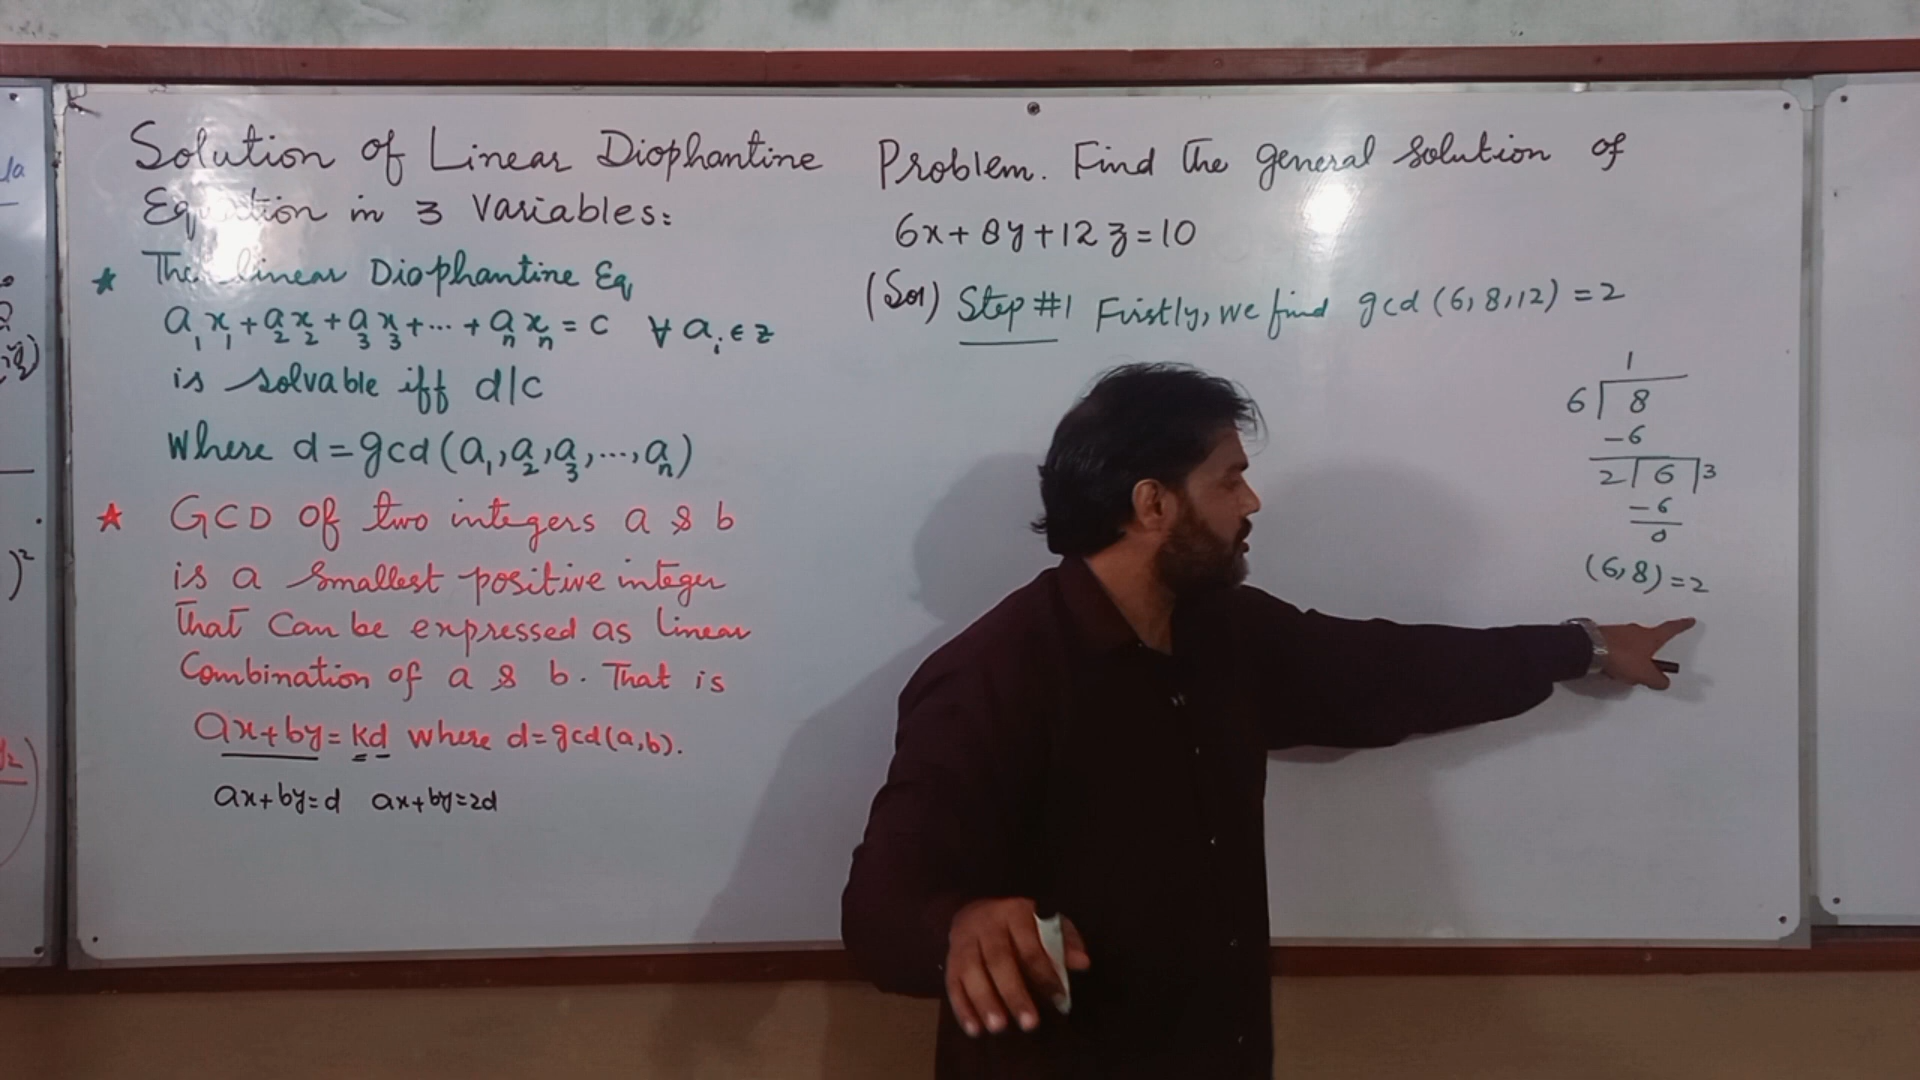 Solution of Linear Diophantine
Equation in 3 Variables:
★ The linear Diophantine Eq
a₁x₁+a₂x₂+a₃x₃+...+aₙxₙ=c ∀ aᵢ∈z
is solvable iff d|c
Where d=gcd(a₁,a₂,a₃,...,aₙ)
★ GCD of two integers a & b
is a smallest positive integer
That can be expressed as linear
Combination of a & b. That is
ax+by=kd where d=gcd(a,b).
ax+by=d ax+by=2d
Problem. Find the general solution of
6x+8y+12z=10
(Sol) Step #1 Firstly, we find gcd (6,8,12) = 2
1
6 8
-6
2 6 3
-6
0
(6,8)=2